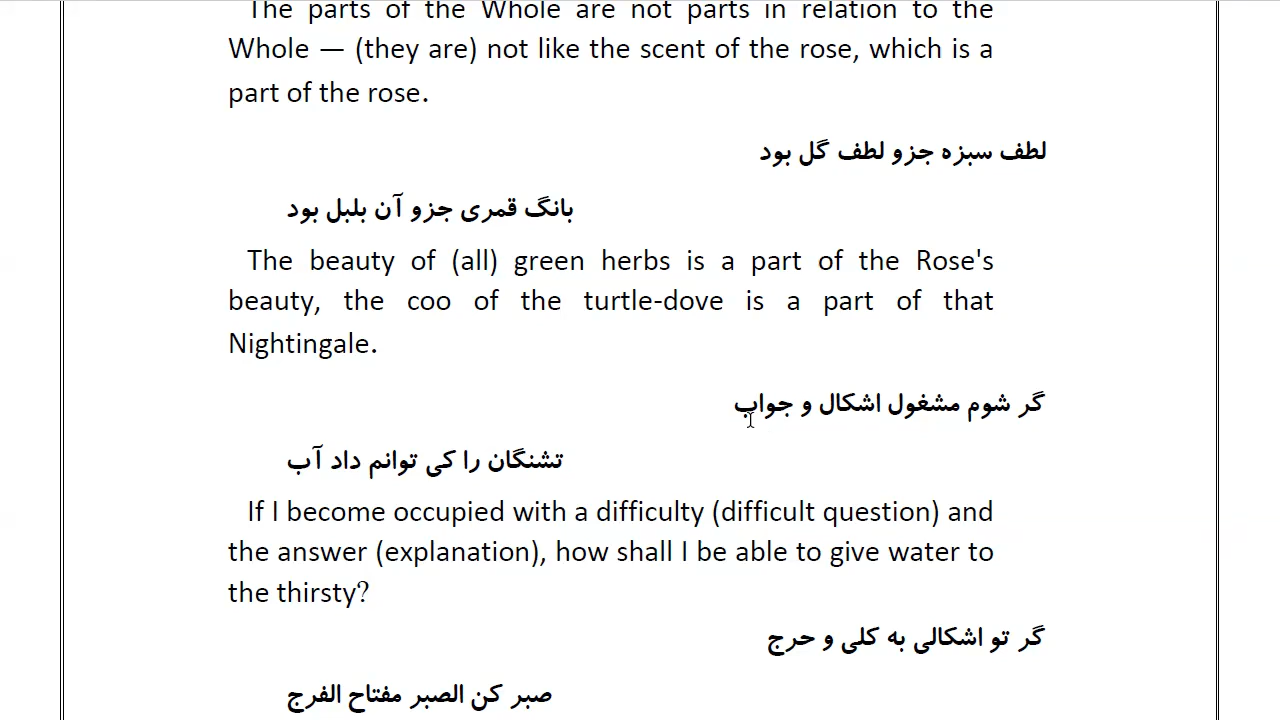 The parts of the Whole are not parts in relation to the
Whole — (they are) not like the scent of the rose, which is a
part of the rose.
لطف سبزه جزو لطف گل بود
بانگ قمری جزو آن بلبل بود
The beauty of (all) green herbs is a part of the Rose's
beauty, the coo of the turtle-dove is a part of that
Nightingale.
گر شوم مشغول اشکال و جواب
تشنگان را کی توانم داد آب
If I become occupied with a difficulty (difficult question) and
the answer (explanation), how shall I be able to give water to
the thirsty?
گر تو اشکالی به کلی و حرج
صبر کن الصبر مفتاح الفرج